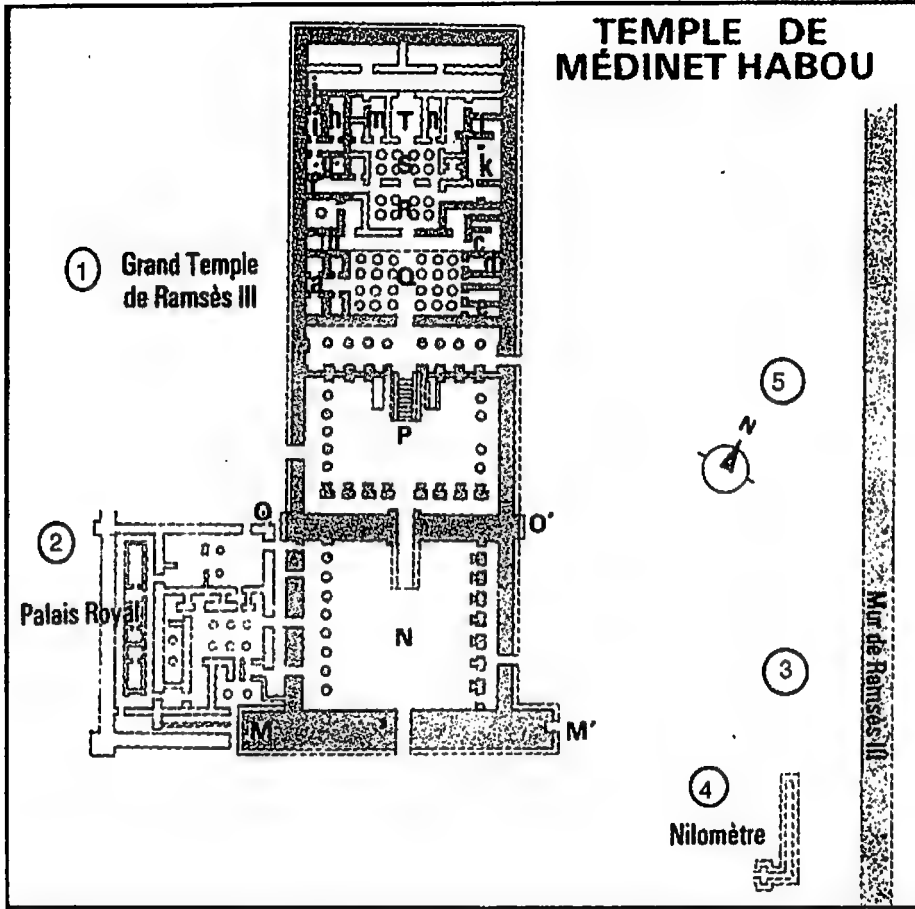 TEMPLE DE
MÉDINET HABOU
h
m
T
n
S
k
R
c
d
a
Q
1
Grand Temple
de Ramsès III
5
N
P
O
O'
2
Palais Royal
N
3
M
M'
4
Nilomètre
Mur de Ramsès III